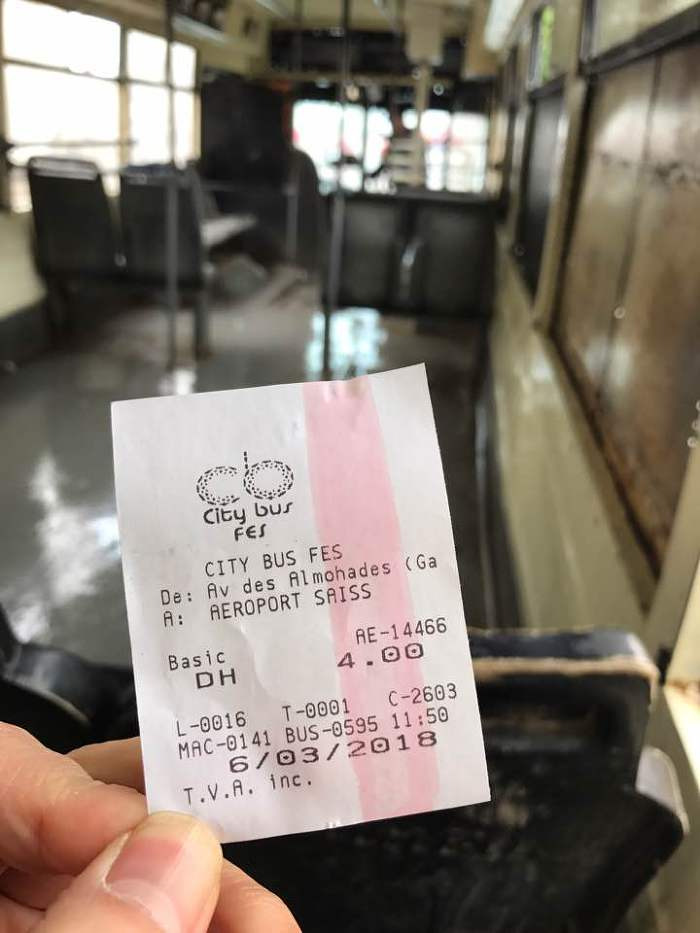 cb
City bus
FES
CITY BUS FES
De: Av des Almohades (Ga
A: AEROPORT SAISS
AE-14466
Basic 4.00
DH
L-0016 T-0001 C-2603
MAC-0141 BUS-0595 11:50
6/03/2018
T.V.A. inc.